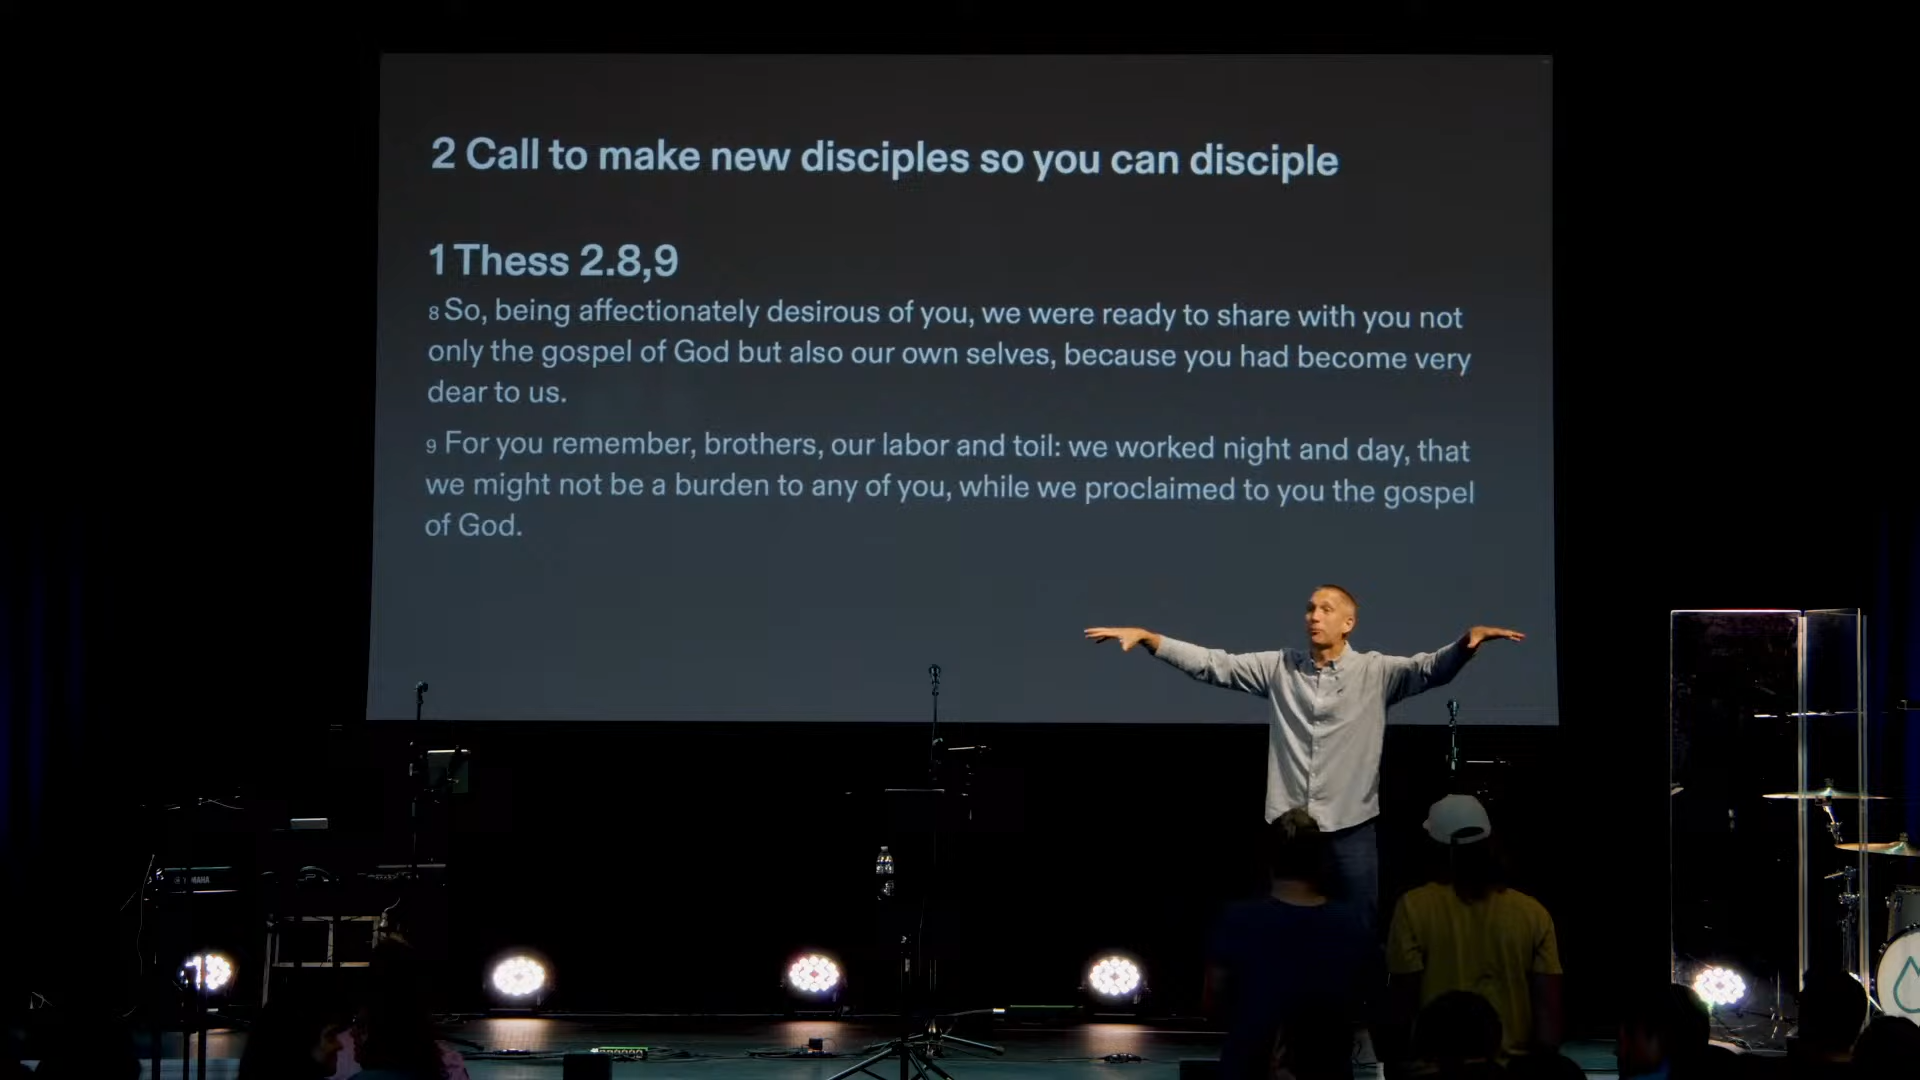 2 Call to make new disciples so you can disciple
1 Thess 2.8,9
8 So, being affectionately desirous of you, we were ready to share with you not
only the gospel of God but also our own selves, because you had become very
dear to us.
9 For you remember, brothers, our labor and toil: we worked night and day, that
we might not be a burden to any of you, while we proclaimed to you the gospel
of God.
YAMAHA